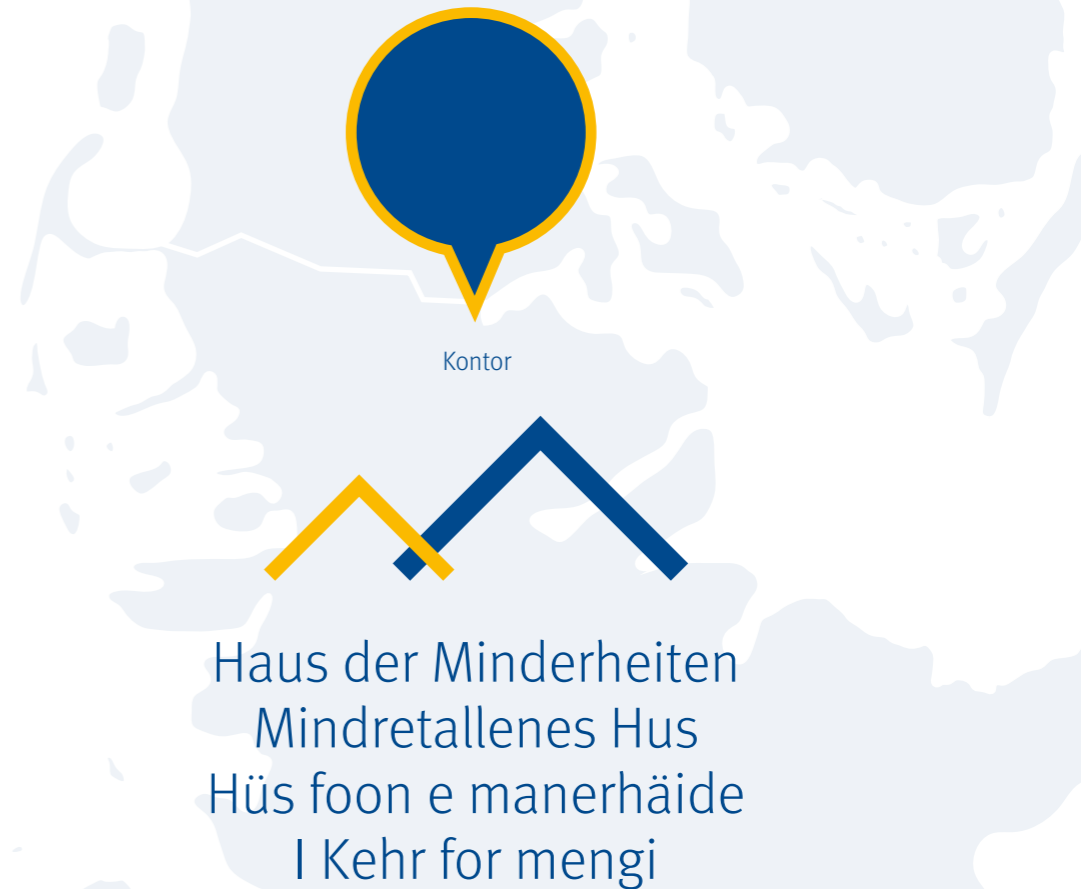 Kontor
Haus der Minderheiten
Mindretallenes Hus
Hüs foon e manerhäide
I Kehr for mengi